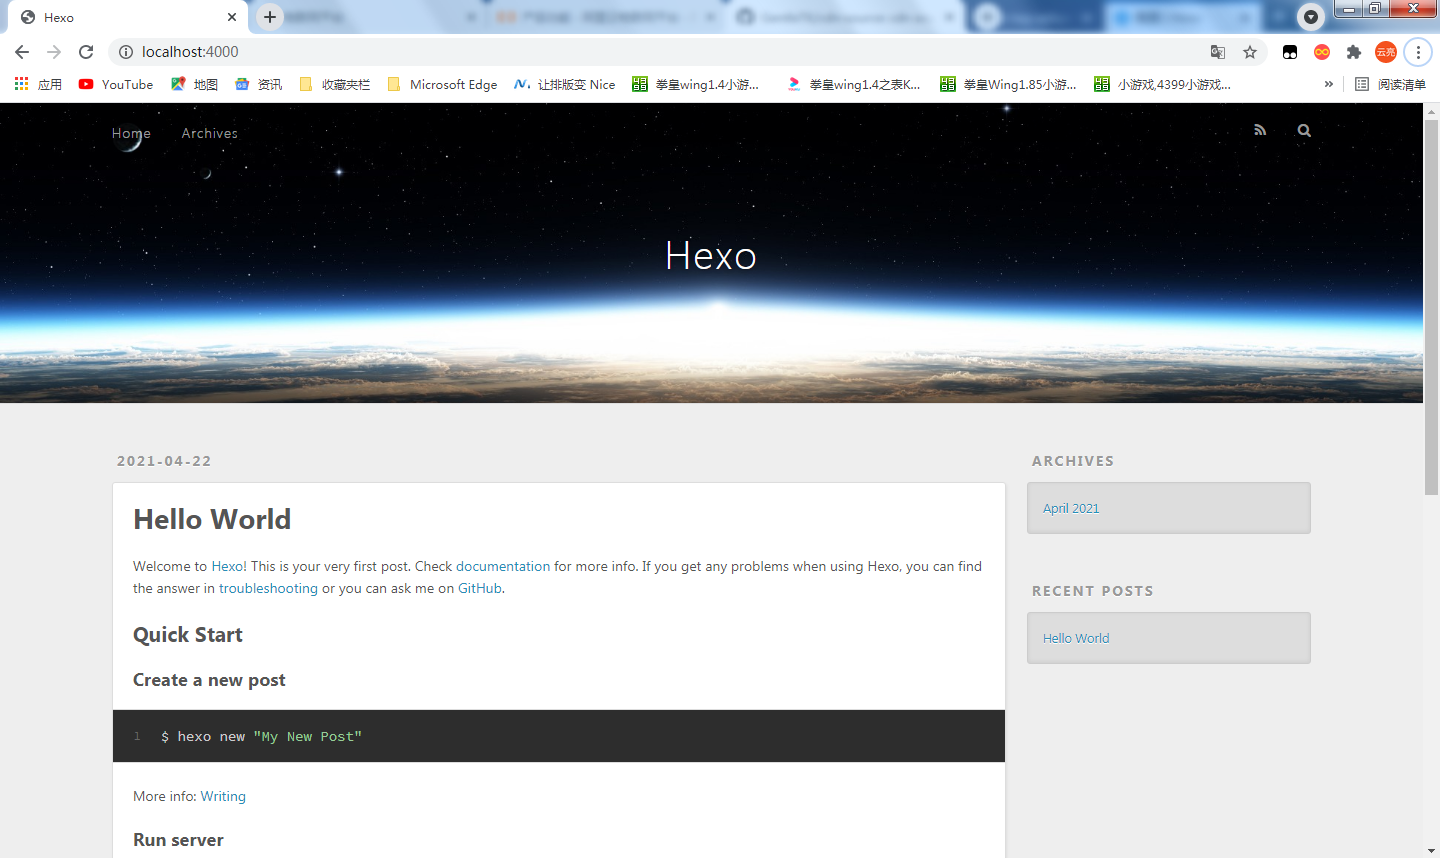 Hexo
localhost:4000
应用 YouTube 地图 资讯 收藏夹栏 Microsoft Edge 让排版变 Nice 拳皇wing1.4小游... 拳皇wing1.4之表K... 拳皇Wing1.85小游... 小游戏,4399小游戏... » 阅读清单
云亮
Home Archives
Hexo
2021-04-22
Hello World
Welcome to Hexo! This is your very first post. Check documentation for more info. If you get any problems when using Hexo, you can find
the answer in troubleshooting or you can ask me on GitHub.
Quick Start
Create a new post
1 $ hexo new "My New Post"
More info: Writing
Run server
ARCHIVES
April 2021
RECENT POSTS
Hello World